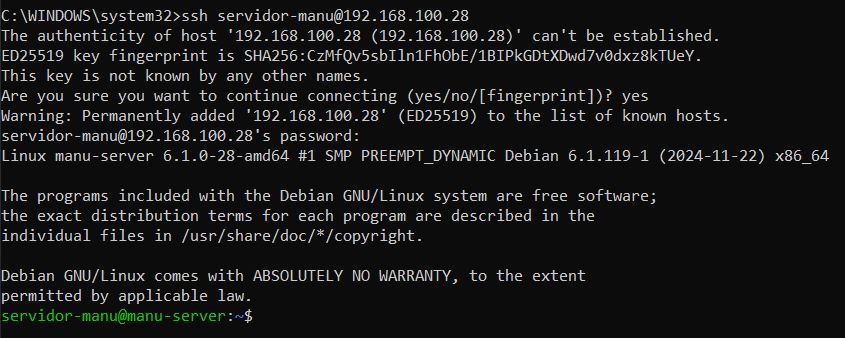 C:\WINDOWS\system32>ssh servidor-manu@192.168.100.28
The authenticity of host '192.168.100.28 (192.168.100.28)' can't be established.
ED25519 key fingerprint is SHA256:CzMfQv5sbIln1FhObE/1BIPkGDtXDwd7v0dxz8kTUeY.
This key is not known by any other names.
Are you sure you want to continue connecting (yes/no/[fingerprint])? yes
Warning: Permanently added '192.168.100.28' (ED25519) to the list of known hosts.
servidor-manu@192.168.100.28's password:
Linux manu-server 6.1.0-28-amd64 #1 SMP PREEMPT_DYNAMIC Debian 6.1.119-1 (2024-11-22) x86_64

The programs included with the Debian GNU/Linux system are free software;
the exact distribution terms for each program are described in the
individual files in /usr/share/doc/*/copyright.

Debian GNU/Linux comes with ABSOLUTELY NO WARRANTY, to the extent
permitted by applicable law.
servidor-manu@manu-server:~$